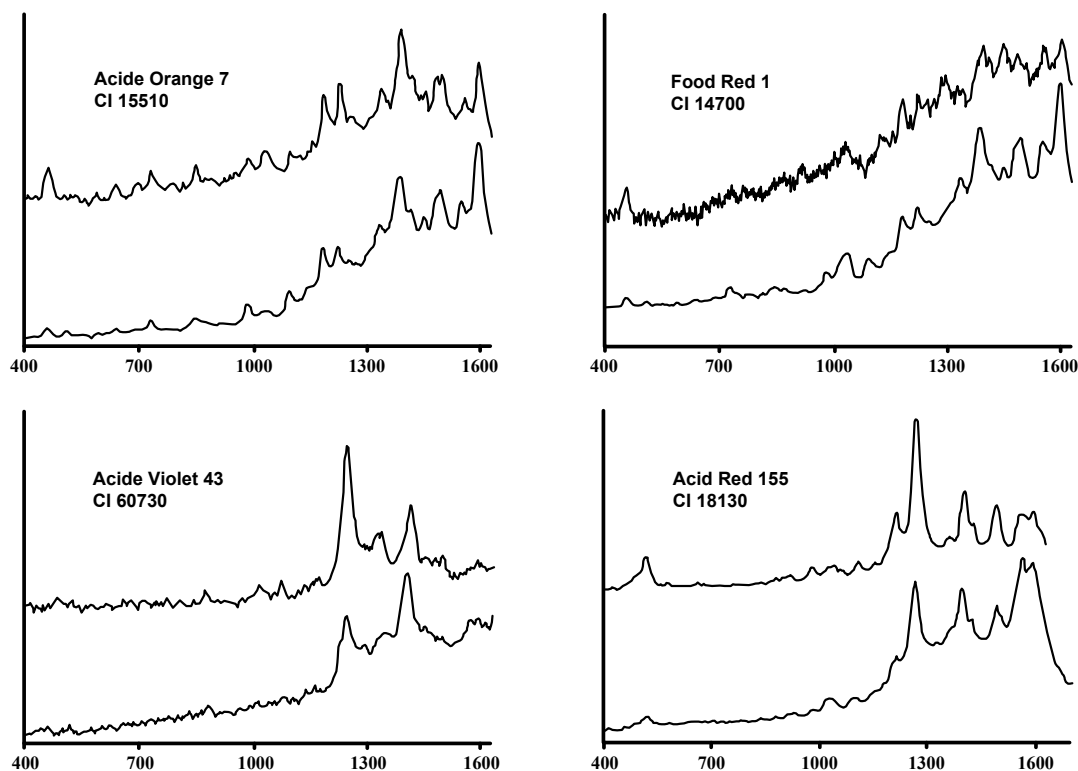 Acide Orange 7
CI 15510
400 700 1000 1300 1600
Food Red 1
CI 14700
400 700 1000 1300 1600
Acide Violet 43
CI 60730
400 700 1000 1300 1600
Acid Red 155
CI 18130
400 700 1000 1300 1600